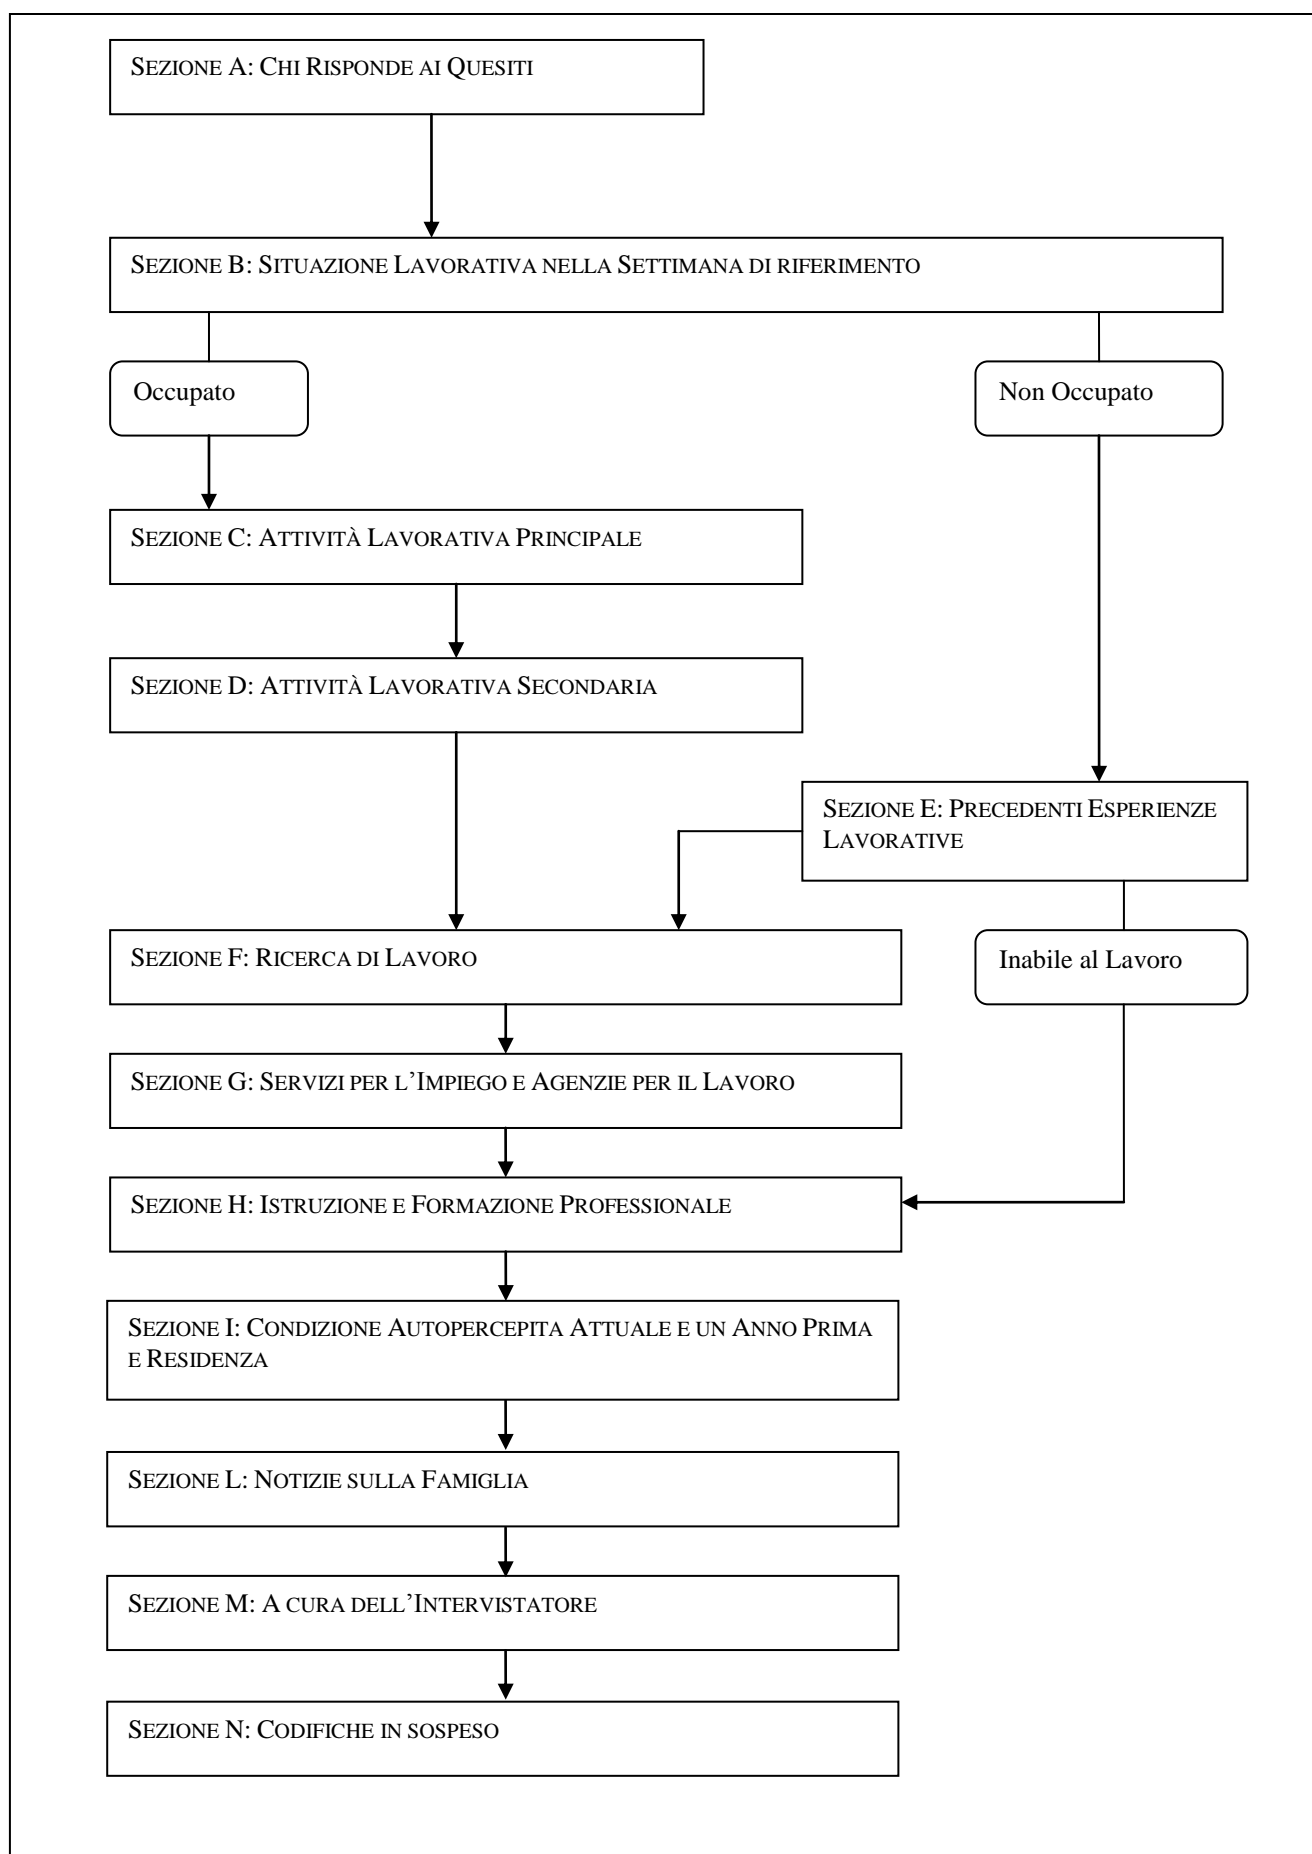 SEZIONE A: CHI RISPONDE AI QUESITI
SEZIONE B: SITUAZIONE LAVORATIVA NELLA SETTIMANA DI RIFERIMENTO
Occupato
Non Occupato
SEZIONE C: ATTIVITÀ LAVORATIVA PRINCIPALE
SEZIONE D: ATTIVITÀ LAVORATIVA SECONDARIA
SEZIONE E: PRECEDENTI ESPERIENZE
LAVORATIVE
SEZIONE F: RICERCA DI LAVORO
Inabile al Lavoro
SEZIONE G: SERVIZI PER L’IMPIEGO E AGENZIE PER IL LAVORO
SEZIONE H: ISTRUZIONE E FORMAZIONE PROFESSIONALE
SEZIONE I: CONDIZIONE AUTOPERCEPITA ATTUALE E UN ANNO PRIMA
E RESIDENZA
SEZIONE L: NOTIZIE SULLA FAMIGLIA
SEZIONE M: A CURA DELL’INTERVISTATORE
SEZIONE N: CODIFICHE IN SOSPESO